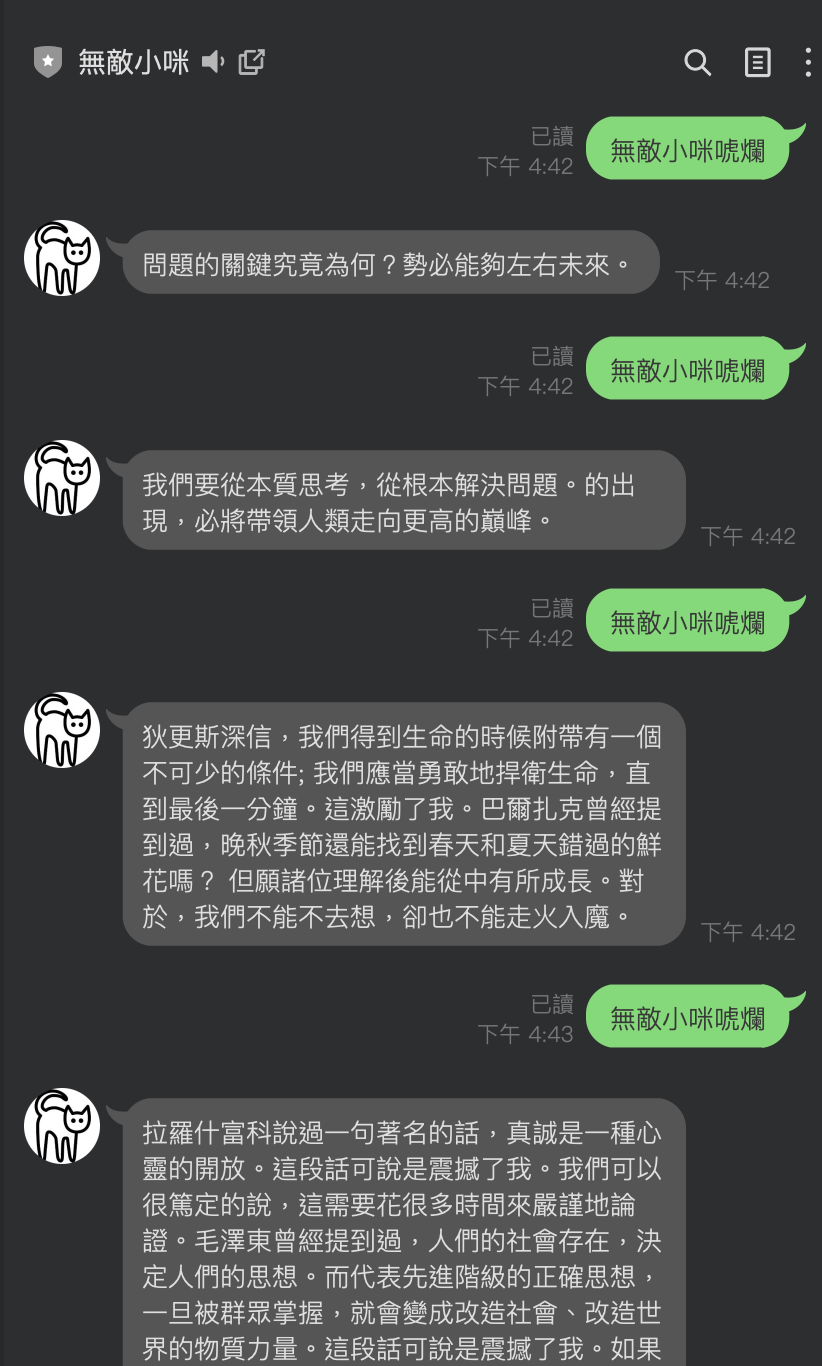 無敵小咪
已讀
下午 4:42
無敵小咪唬爛
問題的關鍵究竟為何？勢必能夠左右未來。
下午 4:42
已讀
下午 4:42
無敵小咪唬爛
我們要從本質思考，從根本解決問題。的出
現，必將帶領人類走向更高的巔峰。
下午 4:42
已讀
下午 4:42
無敵小咪唬爛
狄更斯深信，我們得到生命的時候附帶有一個
不可少的條件; 我們應當勇敢地捍衛生命，直
到最後一分鐘。這激勵了我。巴爾扎克曾經提
到過，晚秋季節還能找到春天和夏天錯過的鮮
花嗎？ 但願諸位理解後能從中有所成長。對
於，我們不能不去想，卻也不能走火入魔。
下午 4:42
已讀
下午 4:43
無敵小咪唬爛
拉羅什富科說過一句著名的話，真誠是一種心
靈的開放。這段話可說是震撼了我。我們可以
很篤定的說，這需要花很多時間來嚴謹地論
證。毛澤東曾經提到過，人們的社會存在，決
定人們的思想。而代表先進階級的正確思想，
一旦被群眾掌握，就會變成改造社會、改造世
界的物質力量。這段話可說是震撼了我。如果